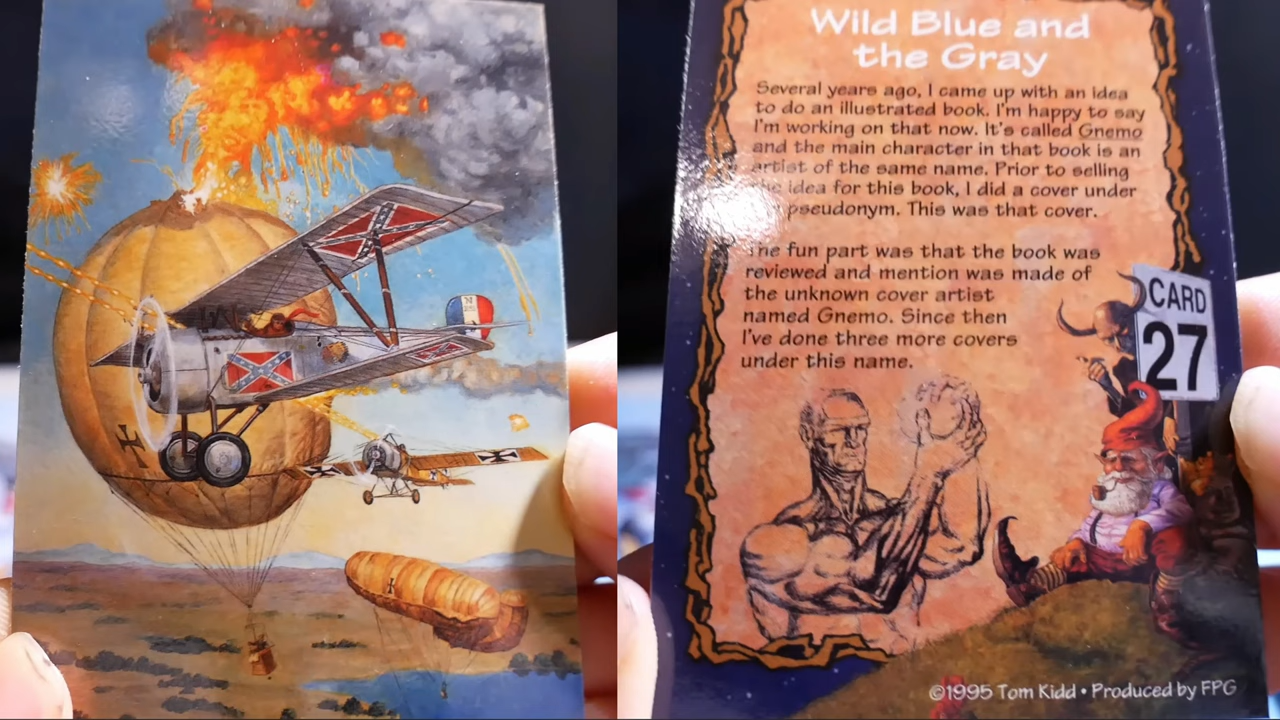 Wild Blue and
the Gray
Several years ago, I came up with an idea
to do an illustrated book. I'm happy to say
I'm working on that now. It's called Gnemo
and the main character in that book is an
artist of the same name. Prior to selling
the idea for this book, I did a cover under
pseudonym. This was that cover.
The fun part was that the book was
reviewed and mention was made of
the unknown cover artist
named Gnemo. Since then
I've done three more covers
under this name.
CARD
27
©1995 Tom Kidd • Produced by FPG